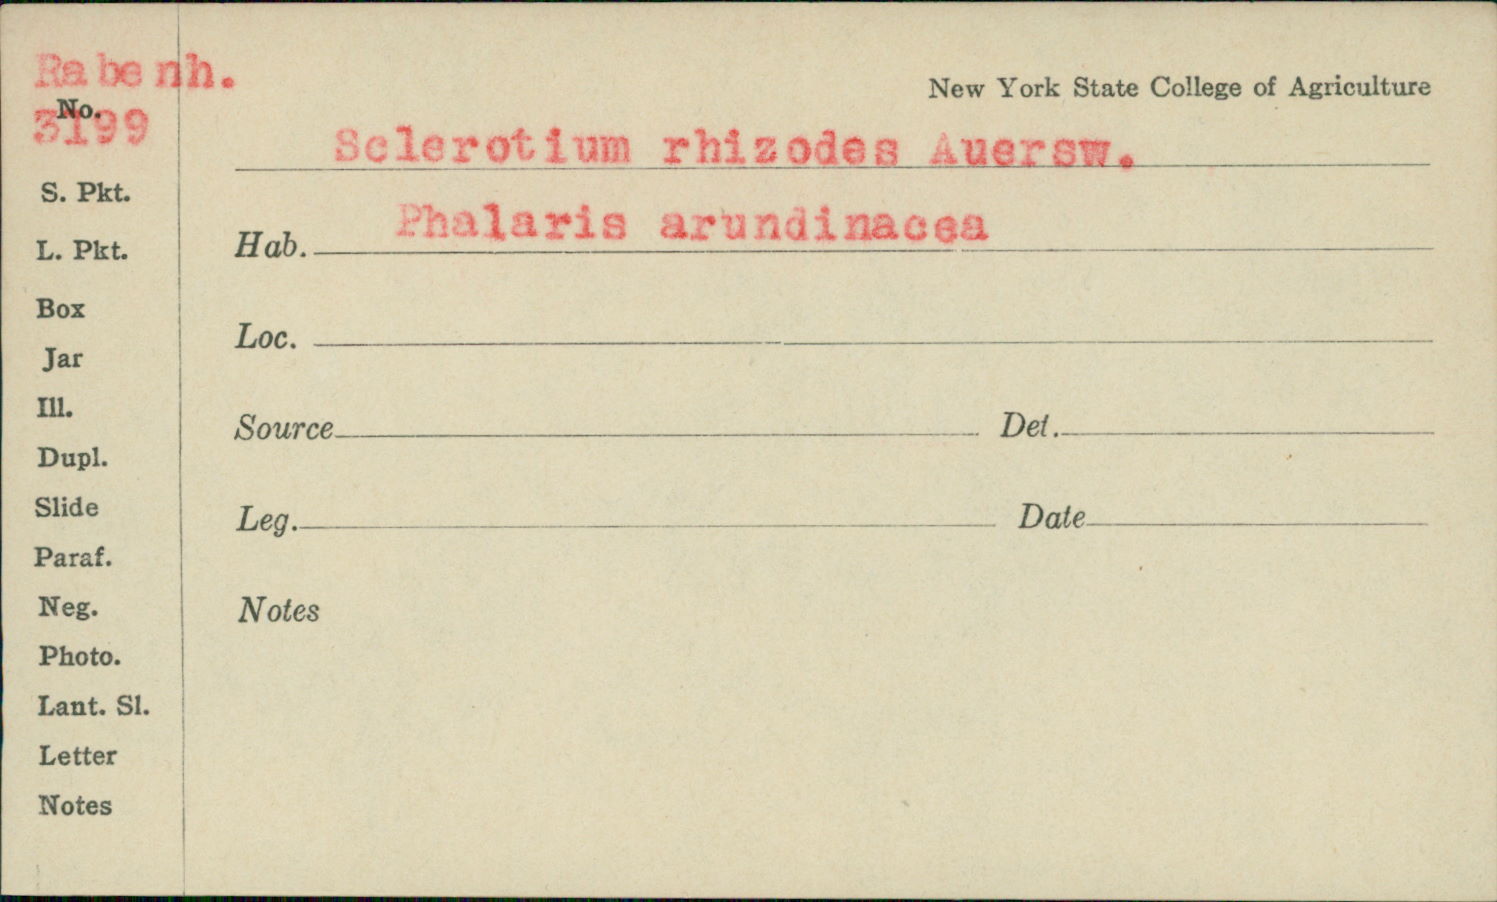 Rabenh.
No.
3199
New York State College of Agriculture
Sclerotium rhizodes Auersw.
Hab. Phalaris arundinacea
Loc.
Source Det.
Leg. Date
Notes
S. Pkt.
L. Pkt.
Box
Jar
Ill.
Dupl.
Slide
Paraf.
Neg.
Photo.
Lant. Sl.
Letter
Notes